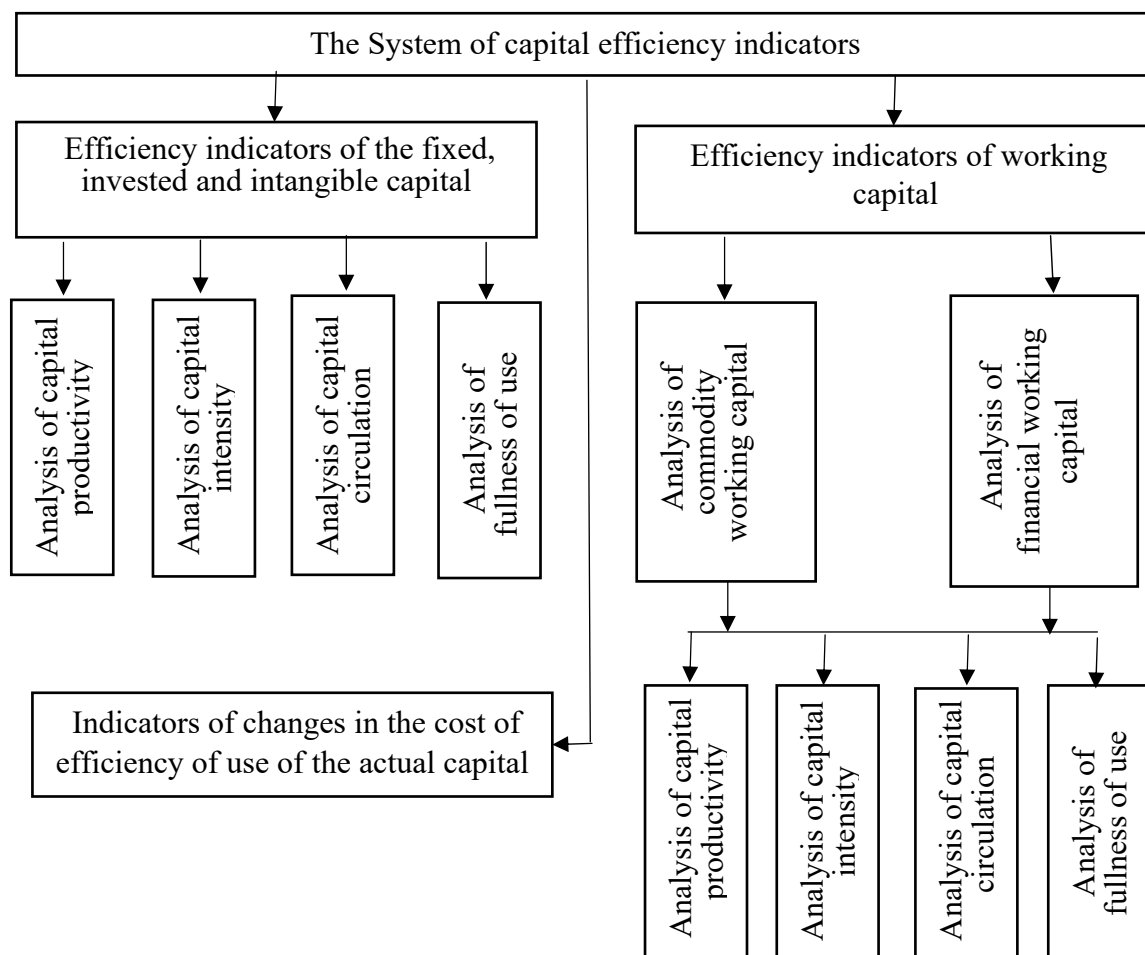 The System of capital efficiency indicators
Efficiency indicators of the fixed,
invested and intangible capital
Efficiency indicators of working
capital
Analysis of capital
productivity
Analysis of capital
intensity
Analysis of capital
circulation
Analysis of
fullness of use
Analysis of
commodity
working capital
Analysis of
financial working
capital
Indicators of changes in the cost of
efficiency of use of the actual capital
Analysis of capital
productivity
Analysis of capital
intensity
Analysis of capital
circulation
Analysis of
fullness of use